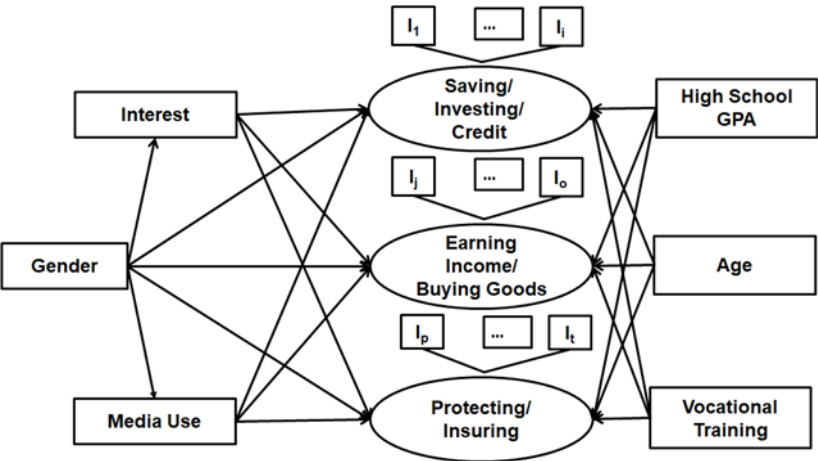 I1 ... Ii
Saving/
Investing/
Credit
Interest
High School
GPA
Ij ... Io
Gender
Earning
Income/
Buying Goods
Age
Ip ... It
Media Use
Protecting/
Insuring
Vocational
Training